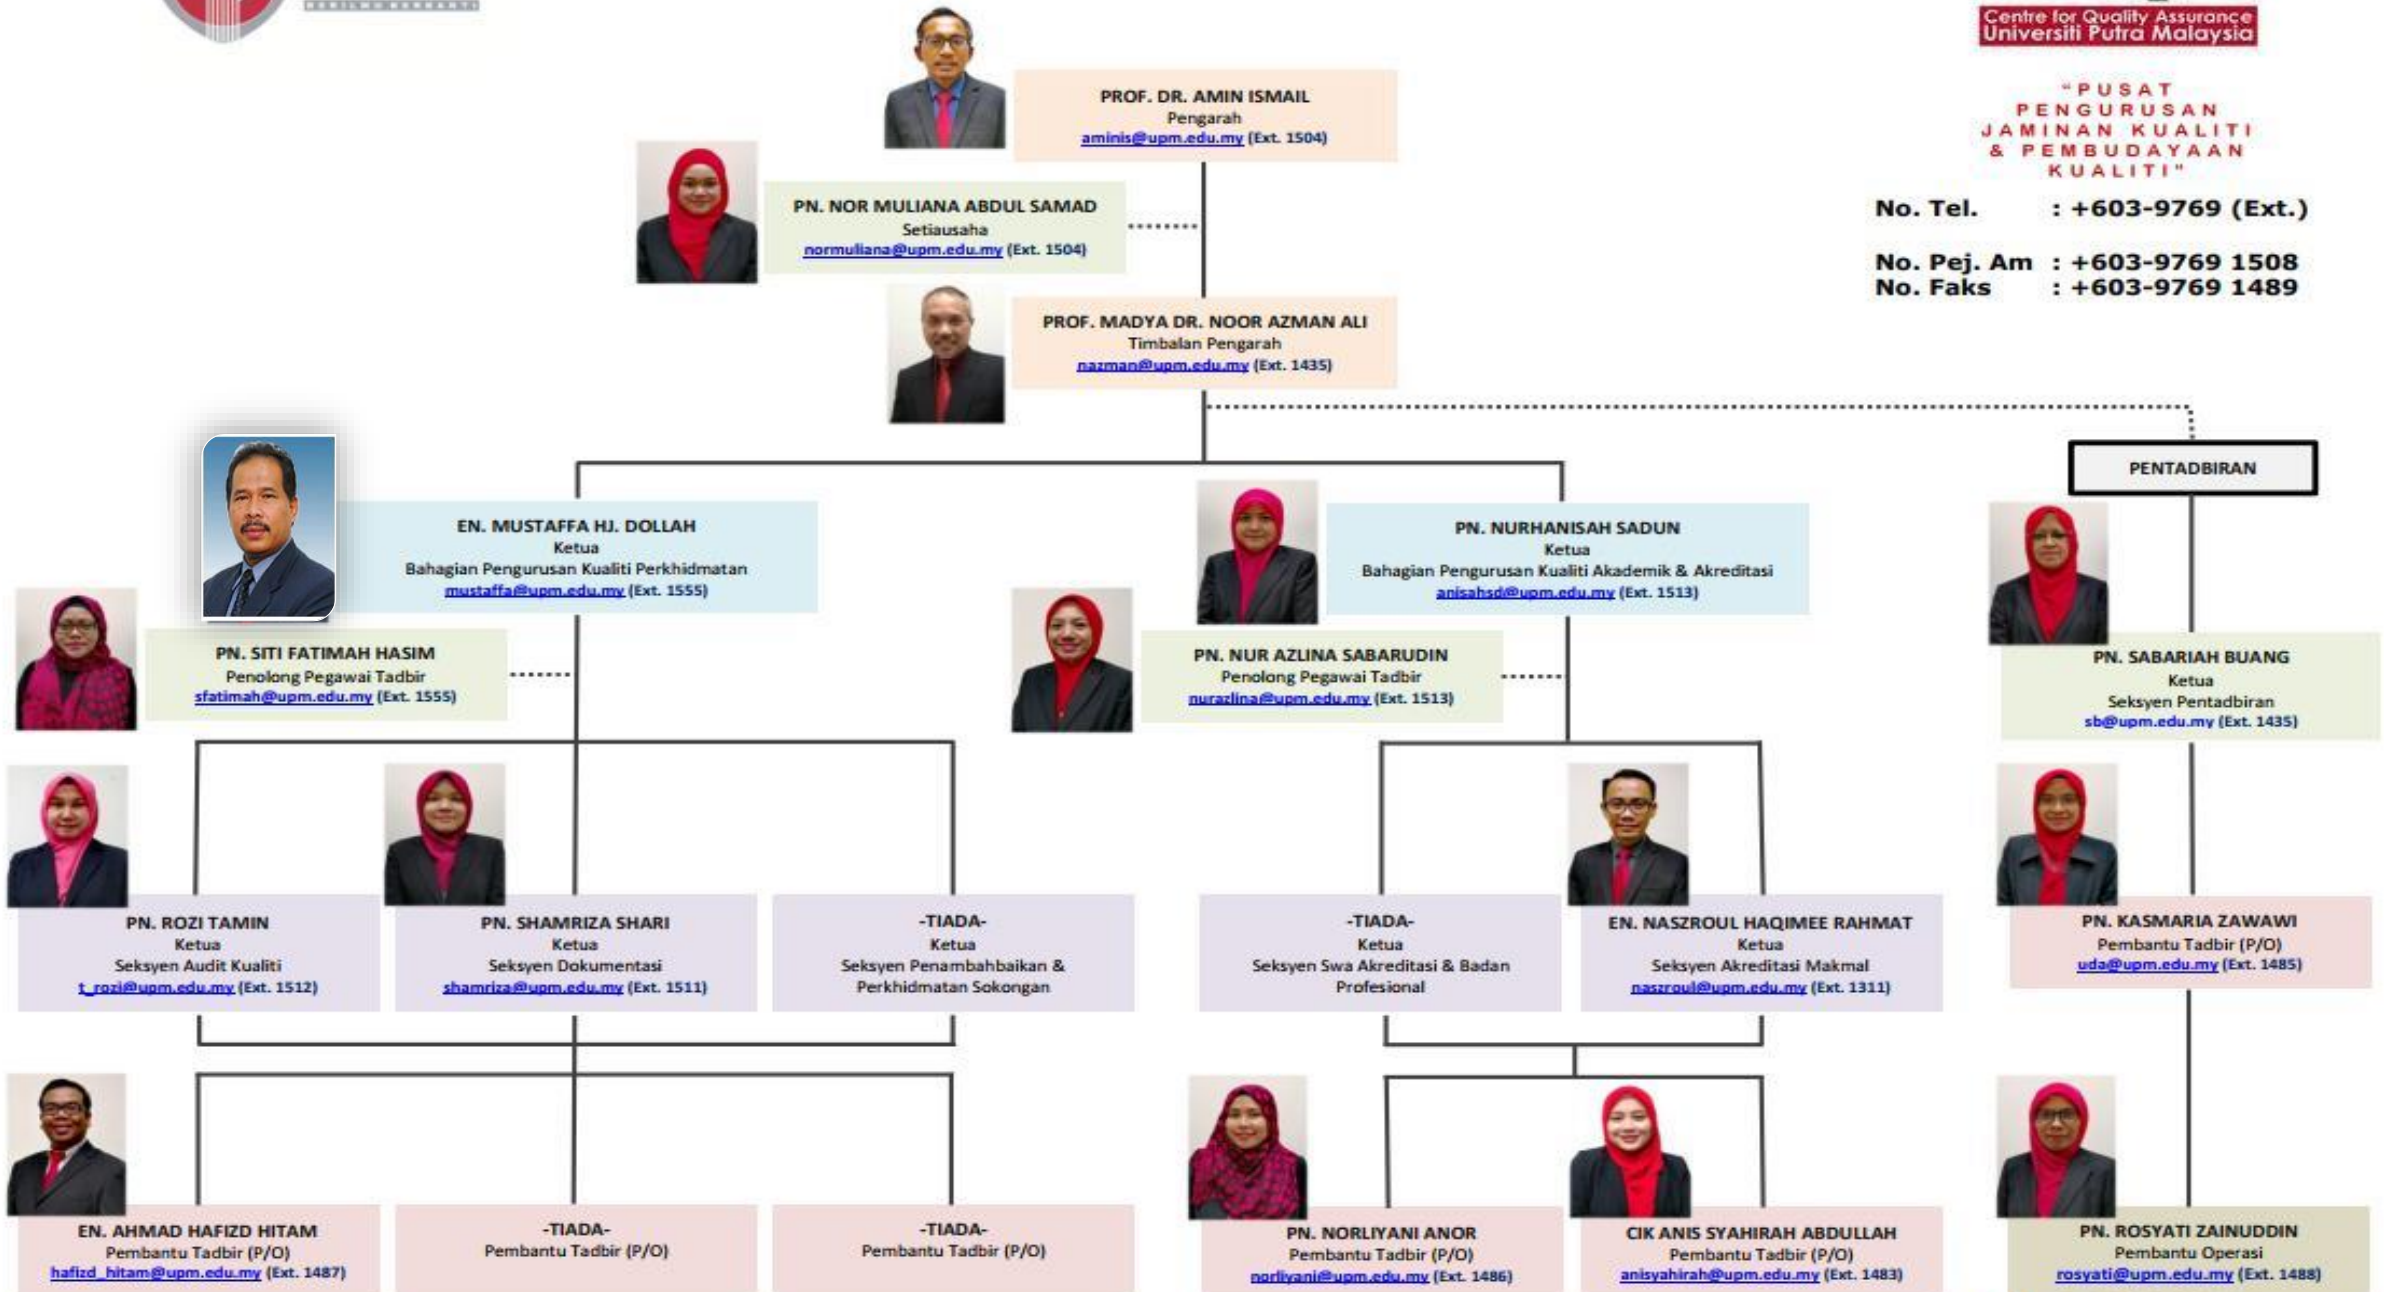 BERILMU BERBAKTI
Centre for Quality Assurance
Universiti Putra Malaysia
"PUSAT
PENGURUSAN
JAMINAN KUALITI
& PEMBUDAYAAN
KUALITI"
No. Tel. : +603-9769 (Ext.)
No. Pej. Am : +603-9769 1508
No. Faks : +603-9769 1489
PROF. DR. AMIN ISMAIL
Pengarah
aminis@upm.edu.my (Ext. 1504)
PN. NOR MULIANA ABDUL SAMAD
Setiausaha
normuliana@upm.edu.my (Ext. 1504)
PROF. MADYA DR. NOOR AZMAN ALI
Timbalan Pengarah
nazman@upm.edu.my (Ext. 1435)
EN. MUSTAFFA HJ. DOLLAH
Ketua
Bahagian Pengurusan Kualiti Perkhidmatan
mustaffa@upm.edu.my (Ext. 1555)
PN. SITI FATIMAH HASIM
Penolong Pegawai Tadbir
sfatimah@upm.edu.my (Ext. 1555)
PN. NURHANISAH SADUN
Ketua
Bahagian Pengurusan Kualiti Akademik & Akreditasi
anisahsd@upm.edu.my (Ext. 1513)
PN. NUR AZLINA SABARUDIN
Penolong Pegawai Tadbir
nurazlina@upm.edu.my (Ext. 1513)
PENTADBIRAN
PN. SABARIAH BUANG
Ketua
Seksyen Pentadbiran
sb@upm.edu.my (Ext. 1435)
PN. ROZI TAMIN
Ketua
Seksyen Audit Kualiti
t_rozi@upm.edu.my (Ext. 1512)
PN. SHAMRIZA SHARI
Ketua
Seksyen Dokumentasi
shamriza@upm.edu.my (Ext. 1511)
-TIADA-
Ketua
Seksyen Penambahbaikan &
Perkhidmatan Sokongan
-TIADA-
Ketua
Seksyen Swa Akreditasi & Badan
Profesional
EN. NASZROUL HAQIMEE RAHMAT
Ketua
Seksyen Akreditasi Makmal
naszroul@upm.edu.my (Ext. 1311)
PN. KASMARIA ZAWAWI
Pembantu Tadbir (P/O)
uda@upm.edu.my (Ext. 1485)
EN. AHMAD HAFIZD HITAM
Pembantu Tadbir (P/O)
hafizd_hitam@upm.edu.my (Ext. 1487)
-TIADA-
Pembantu Tadbir (P/O)
-TIADA-
Pembantu Tadbir (P/O)
PN. NORLIYANI ANOR
Pembantu Tadbir (P/O)
norliyani@upm.edu.my (Ext. 1486)
CIK ANIS SYAHIRAH ABDULLAH
Pembantu Tadbir (P/O)
anisyahirah@upm.edu.my (Ext. 1483)
PN. ROSYATI ZAINUDDIN
Pembantu Operasi
rosyati@upm.edu.my (Ext. 1488)